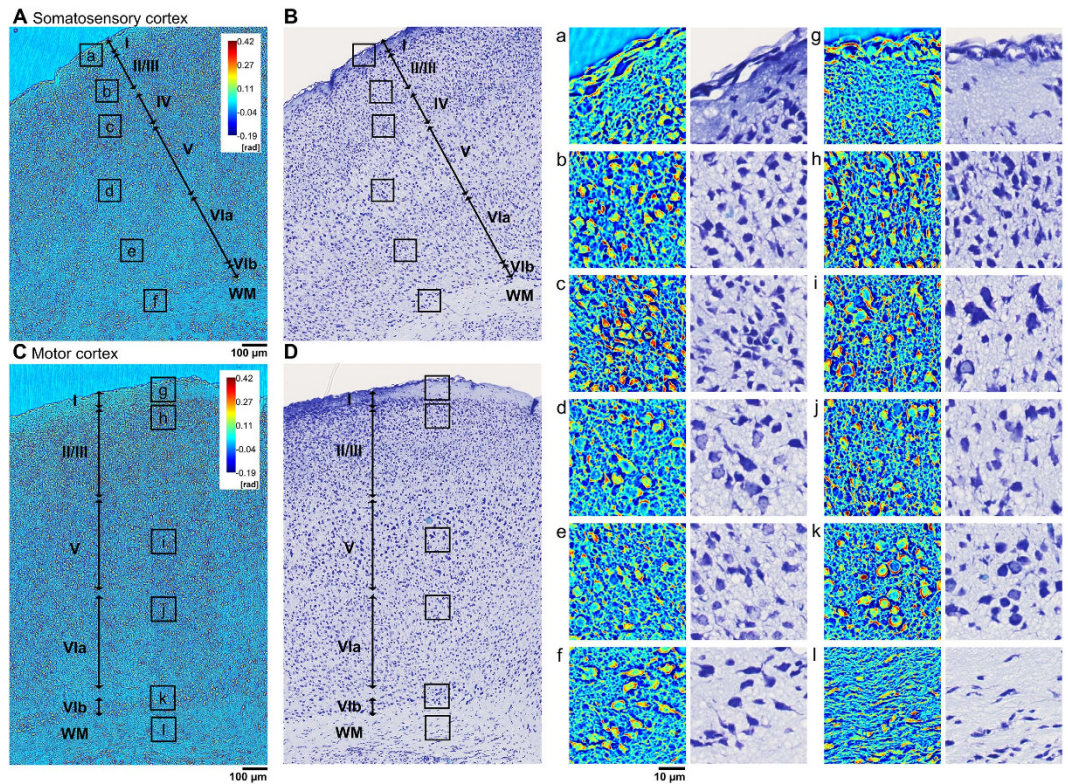 A Somatosensory cortex
a
b
c
d
e
f
I
II/III
IV
V
VIa
VIb
WM
0.42
0.27
0.11
-0.04
-0.19
[rad]
100 µm
B
I
II/III
IV
V
VIa
VIb
WM
C Motor cortex
g
h
i
j
k
l
I
II/III
V
VIa
VIb
WM
0.42
0.27
0.11
-0.04
-0.19
[rad]
100 µm
D
I
II/III
V
VIa
VIb
WM
a
b
c
d
e
f
10 µm
g
h
i
j
k
l